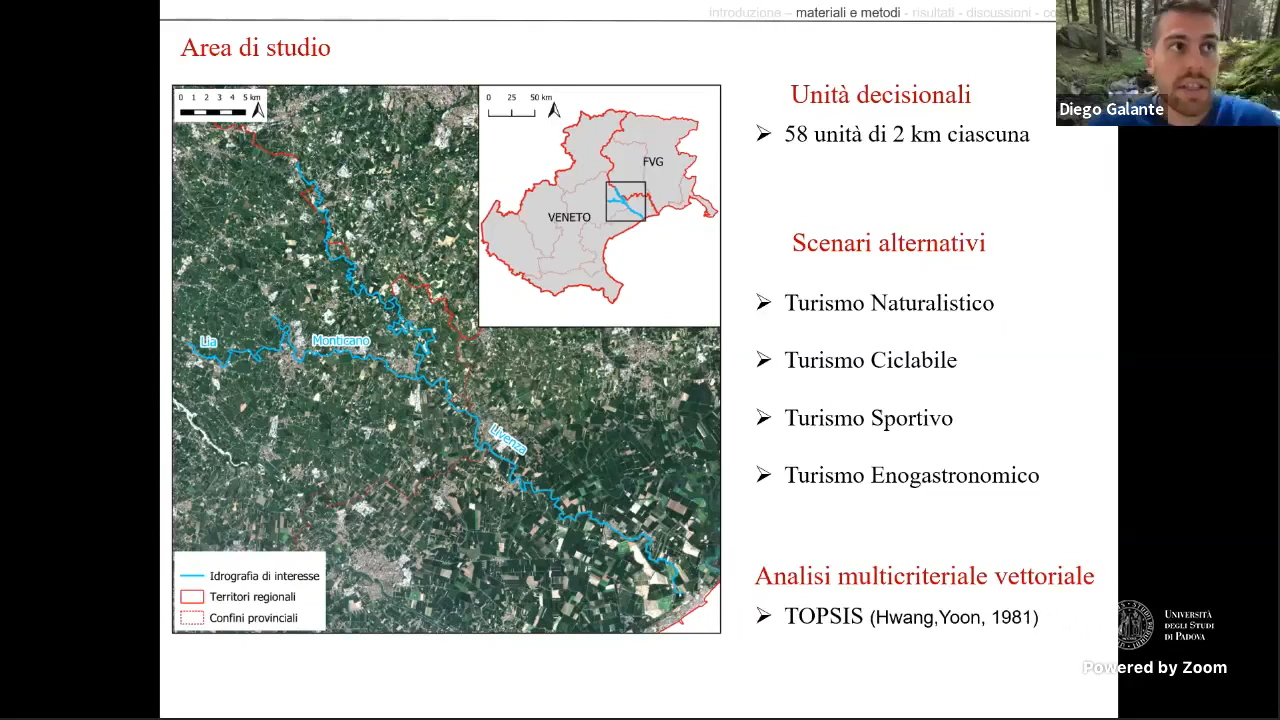 introduzione – materiali e metodi - risultati - discussioni - co
Area di studio
0 1 2 3 4 5 km
0 25 50 km
FVG
VENETO
Lia
Monticano
Livenza
Idrografia di interesse
Territori regionali
Confini provinciali
Unità decisionali
58 unità di 2 km ciascuna
Scenari alternativi
Turismo Naturalistico
Turismo Ciclabile
Turismo Sportivo
Turismo Enogastronomico
Analisi multicriteriale vettoriale
TOPSIS (Hwang,Yoon, 1981)
Diego Galante
UNIVERSITÀ
DEGLI STUDI
DI PADOVA
Powered by Zoom